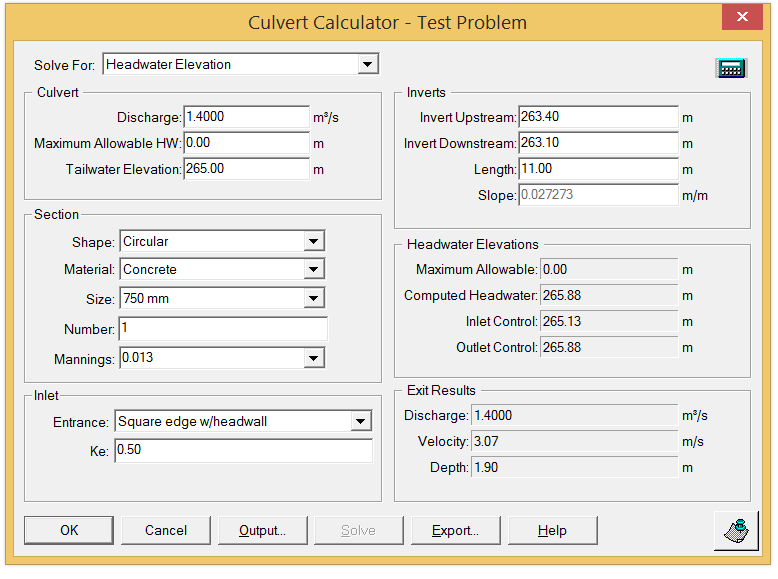 Culvert Calculator - Test Problem
Solve For: Headwater Elevation
Culvert
Discharge: 1.4000 m³/s
Maximum Allowable HW: 0.00 m
Tailwater Elevation: 265.00 m
Section
Shape: Circular
Material: Concrete
Size: 750 mm
Number: 1
Mannings: 0.013
Inlet
Entrance: Square edge w/headwall
Ke: 0.50
Inverts
Invert Upstream: 263.40 m
Invert Downstream: 263.10 m
Length: 11.00 m
Slope: 0.027273 m/m
Headwater Elevations
Maximum Allowable: 0.00 m
Computed Headwater: 265.88 m
Inlet Control: 265.13 m
Outlet Control: 265.88 m
Exit Results
Discharge: 1.4000 m³/s
Velocity: 3.07 m/s
Depth: 1.90 m
OK Cancel Output... Solve Export... Help